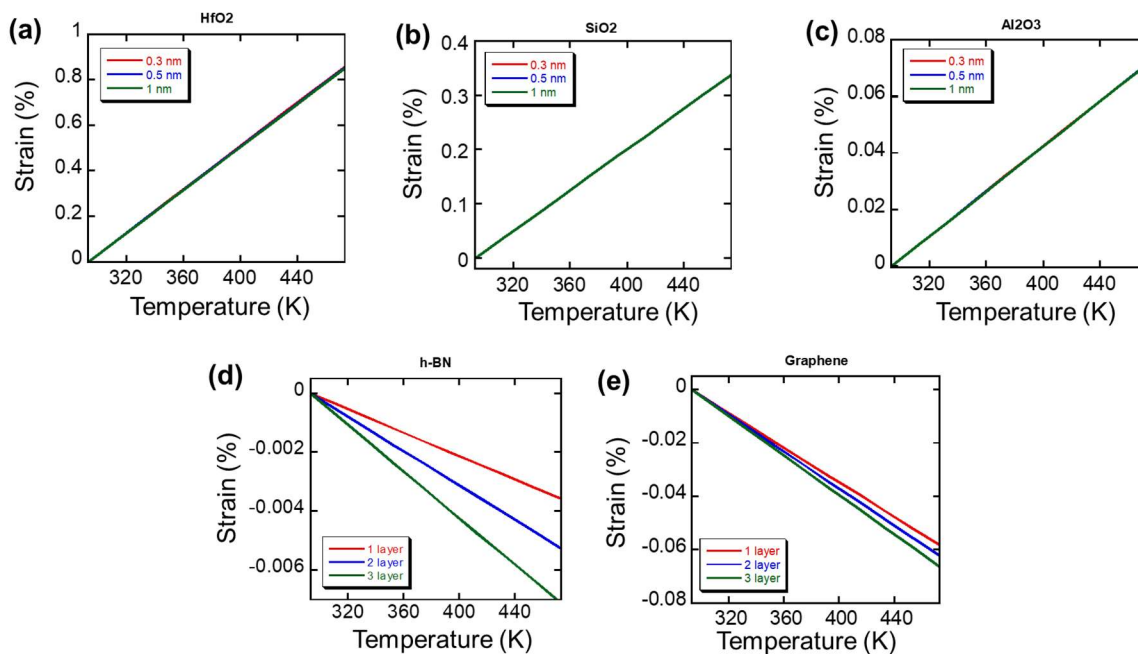 (a)
HfO2
Strain (%)
1
0.8
0.6
0.4
0.2
0
0.3 nm
0.5 nm
1 nm
320 360 400 440
Temperature (K)
(b)
SiO2
Strain (%)
0.4
0.3
0.2
0.1
0
0.3 nm
0.5 nm
1 nm
320 360 400 440
Temperature (K)
(c)
Al2O3
Strain (%)
0.08
0.06
0.04
0.02
0
0.3 nm
0.5 nm
1 nm
320 360 400 440
Temperature (K)
(d)
h-BN
Strain (%)
0
-0.002
-0.004
-0.006
1 layer
2 layer
3 layer
320 360 400 440
Temperature (K)
(e)
Graphene
Strain (%)
0
-0.02
-0.04
-0.06
-0.08
1 layer
2 layer
3 layer
320 360 400 440
Temperature (K)